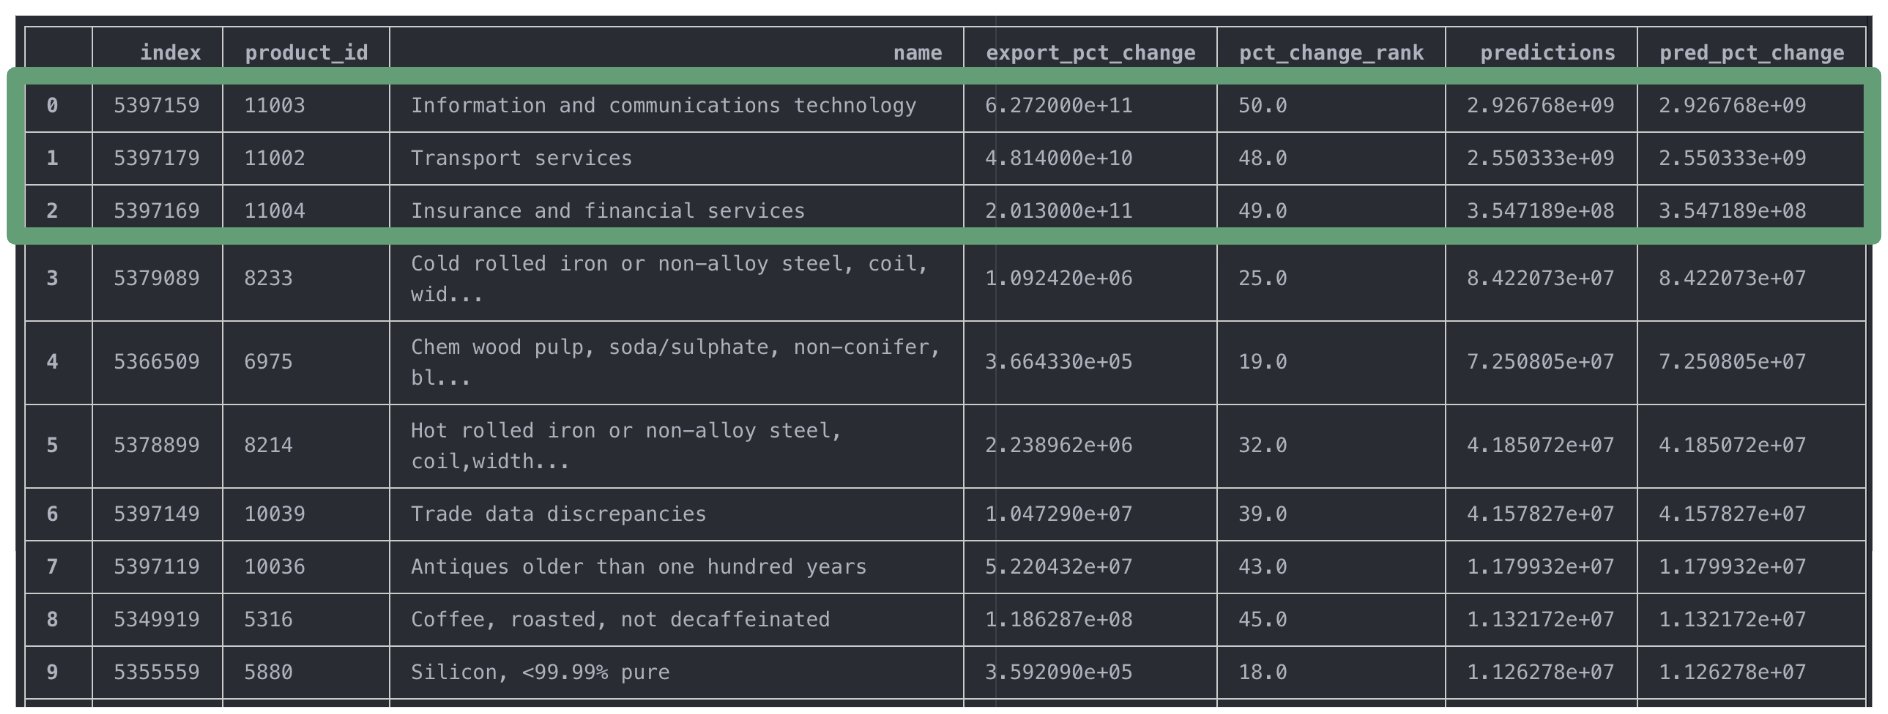 index product_id name export_pct_change pct_change_rank predictions pred_pct_change
0 5397159 11003 Information and communications technology 6.272000e+11 50.0 2.926768e+09 2.926768e+09
1 5397179 11002 Transport services 4.814000e+10 48.0 2.550333e+09 2.550333e+09
2 5397169 11004 Insurance and financial services 2.013000e+11 49.0 3.547189e+08 3.547189e+08
3 5379089 8233 Cold rolled iron or non-alloy steel, coil, 1.092420e+06 25.0 8.422073e+07 8.422073e+07
wid...
4 5366509 6975 Chem wood pulp, soda/sulphate, non-conifer, 3.664330e+05 19.0 7.250805e+07 7.250805e+07
bl...
5 5378899 8214 Hot rolled iron or non-alloy steel, 2.238962e+06 32.0 4.185072e+07 4.185072e+07
coil,width...
6 5397149 10039 Trade data discrepancies 1.047290e+07 39.0 4.157827e+07 4.157827e+07
7 5397119 10036 Antiques older than one hundred years 5.220432e+07 43.0 1.179932e+07 1.179932e+07
8 5349919 5316 Coffee, roasted, not decaffeinated 1.186287e+08 45.0 1.132172e+07 1.132172e+07
9 5355559 5880 Silicon, <99.99% pure 3.592090e+05 18.0 1.126278e+07 1.126278e+07